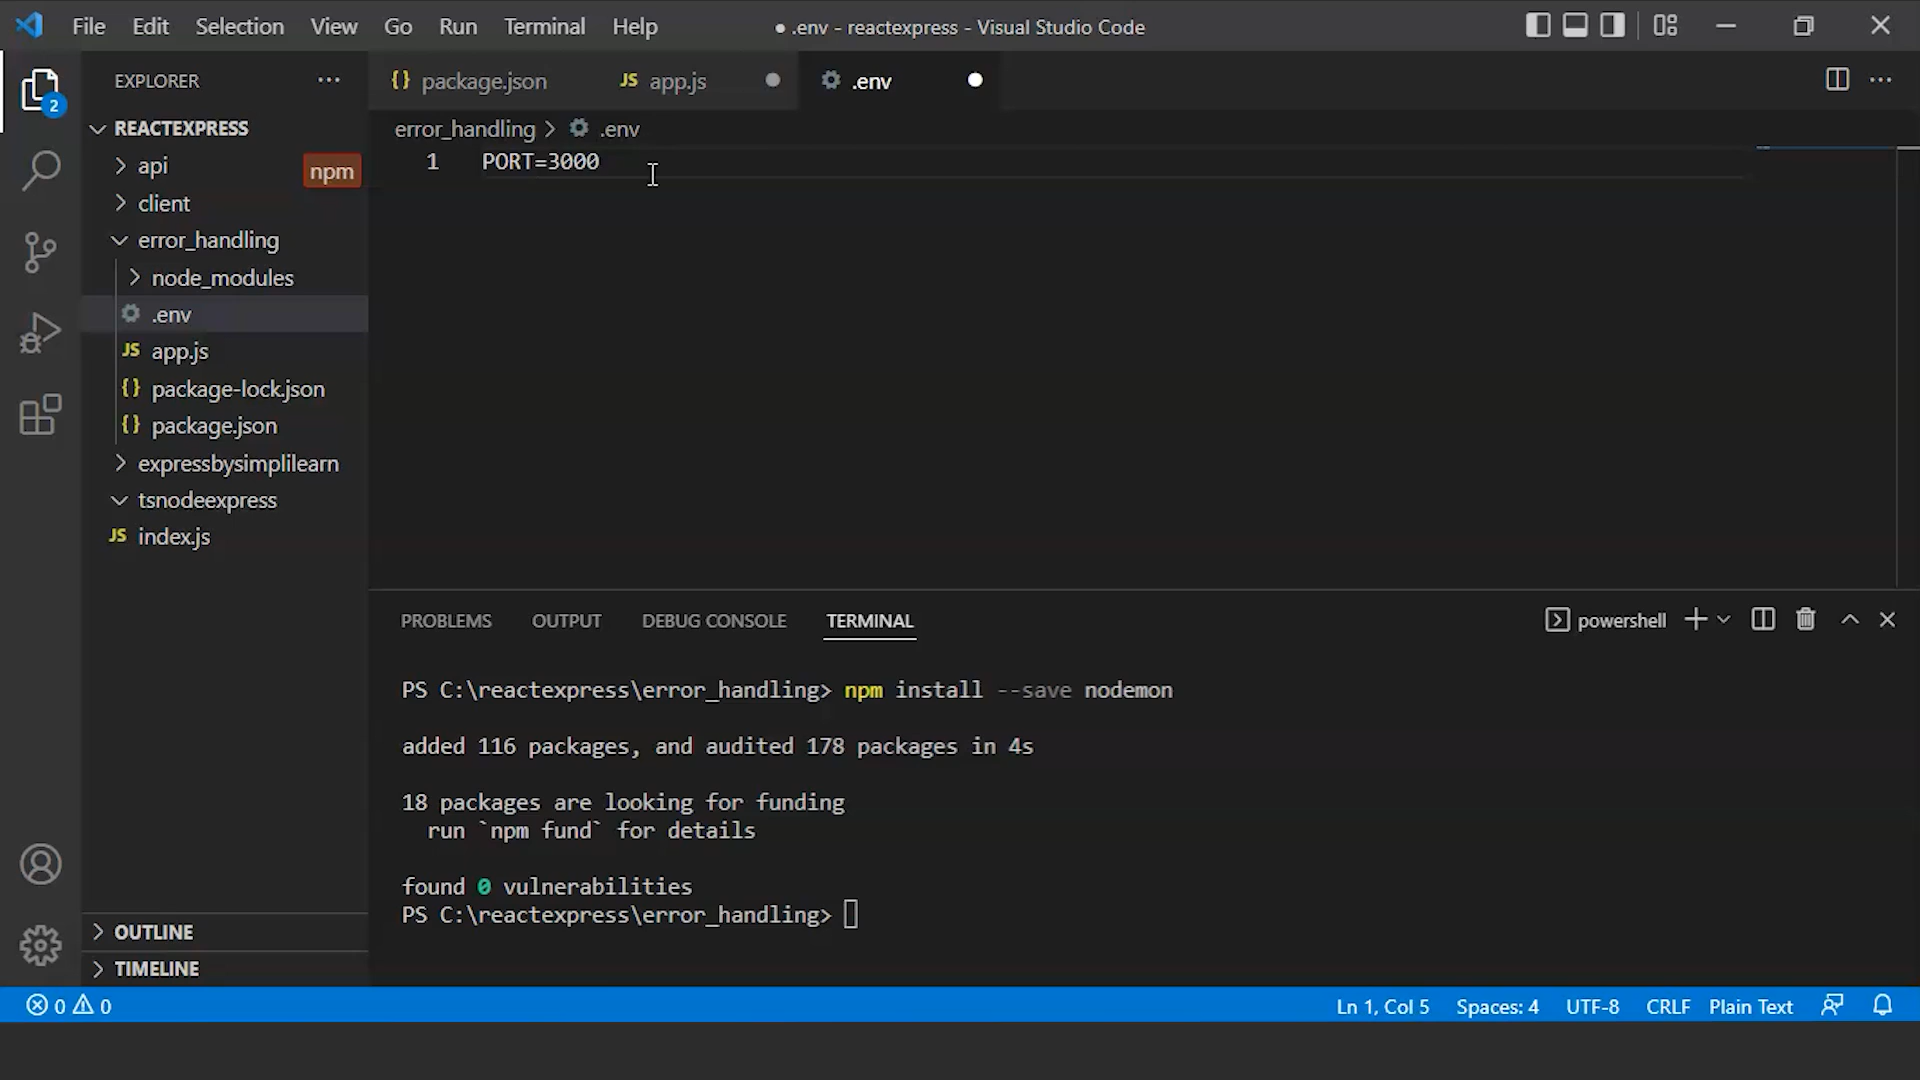 File Edit Selection View Go Run Terminal Help
● .env - reactexpress - Visual Studio Code
EXPLORER
2
REACTEXPRESS
api
npm
client
error_handling
node_modules
.env
JS app.js
{} package-lock.json
{} package.json
expressbysimplilearn
tsnodeexpress
JS index.js
OUTLINE
TIMELINE
{} package.json JS app.js .env
error_handling > .env
1 PORT=3000
PROBLEMS OUTPUT DEBUG CONSOLE TERMINAL
powershell
PS C:\reactexpress\error_handling> npm install --save nodemon
added 116 packages, and audited 178 packages in 4s
18 packages are looking for funding
run `npm fund` for details
found 0 vulnerabilities
PS C:\reactexpress\error_handling>
0 0
Ln 1, Col 5 Spaces: 4 UTF-8 CRLF Plain Text